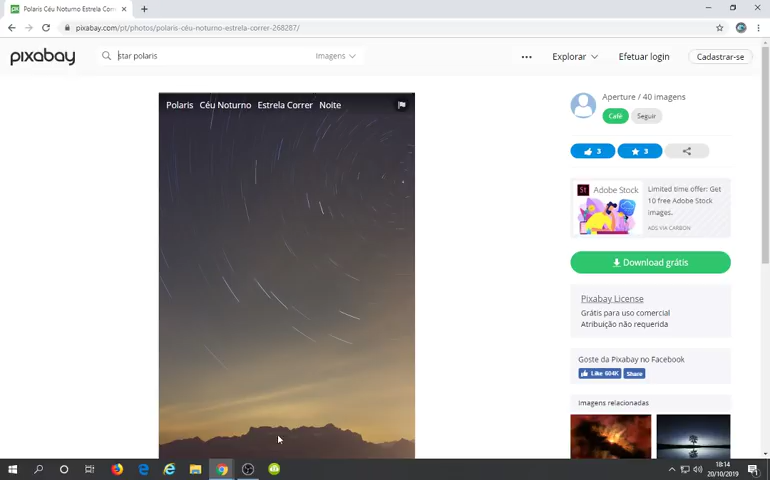 Polaris Céu Noturno Estrela Corr
pixabay.com/pt/photos/polaris-céu-noturno-estrela-correr-268287/
pixabay
star polaris
Imagens
Explorar
Efetuar login
Cadastrar-se
Polaris Céu Noturno Estrela Correr Noite
Aperture / 40 imagens
Café
Seguir
3
3
St Adobe Stock
Limited time offer: Get
10 free Adobe Stock
images.
ADS VIA CARBON
Download grátis
Pixabay License
Grátis para uso comercial
Atribuição não requerida
Goste da Pixabay no Facebook
Like 604K
Share
Imagens relacionadas
18:14
20/10/2019